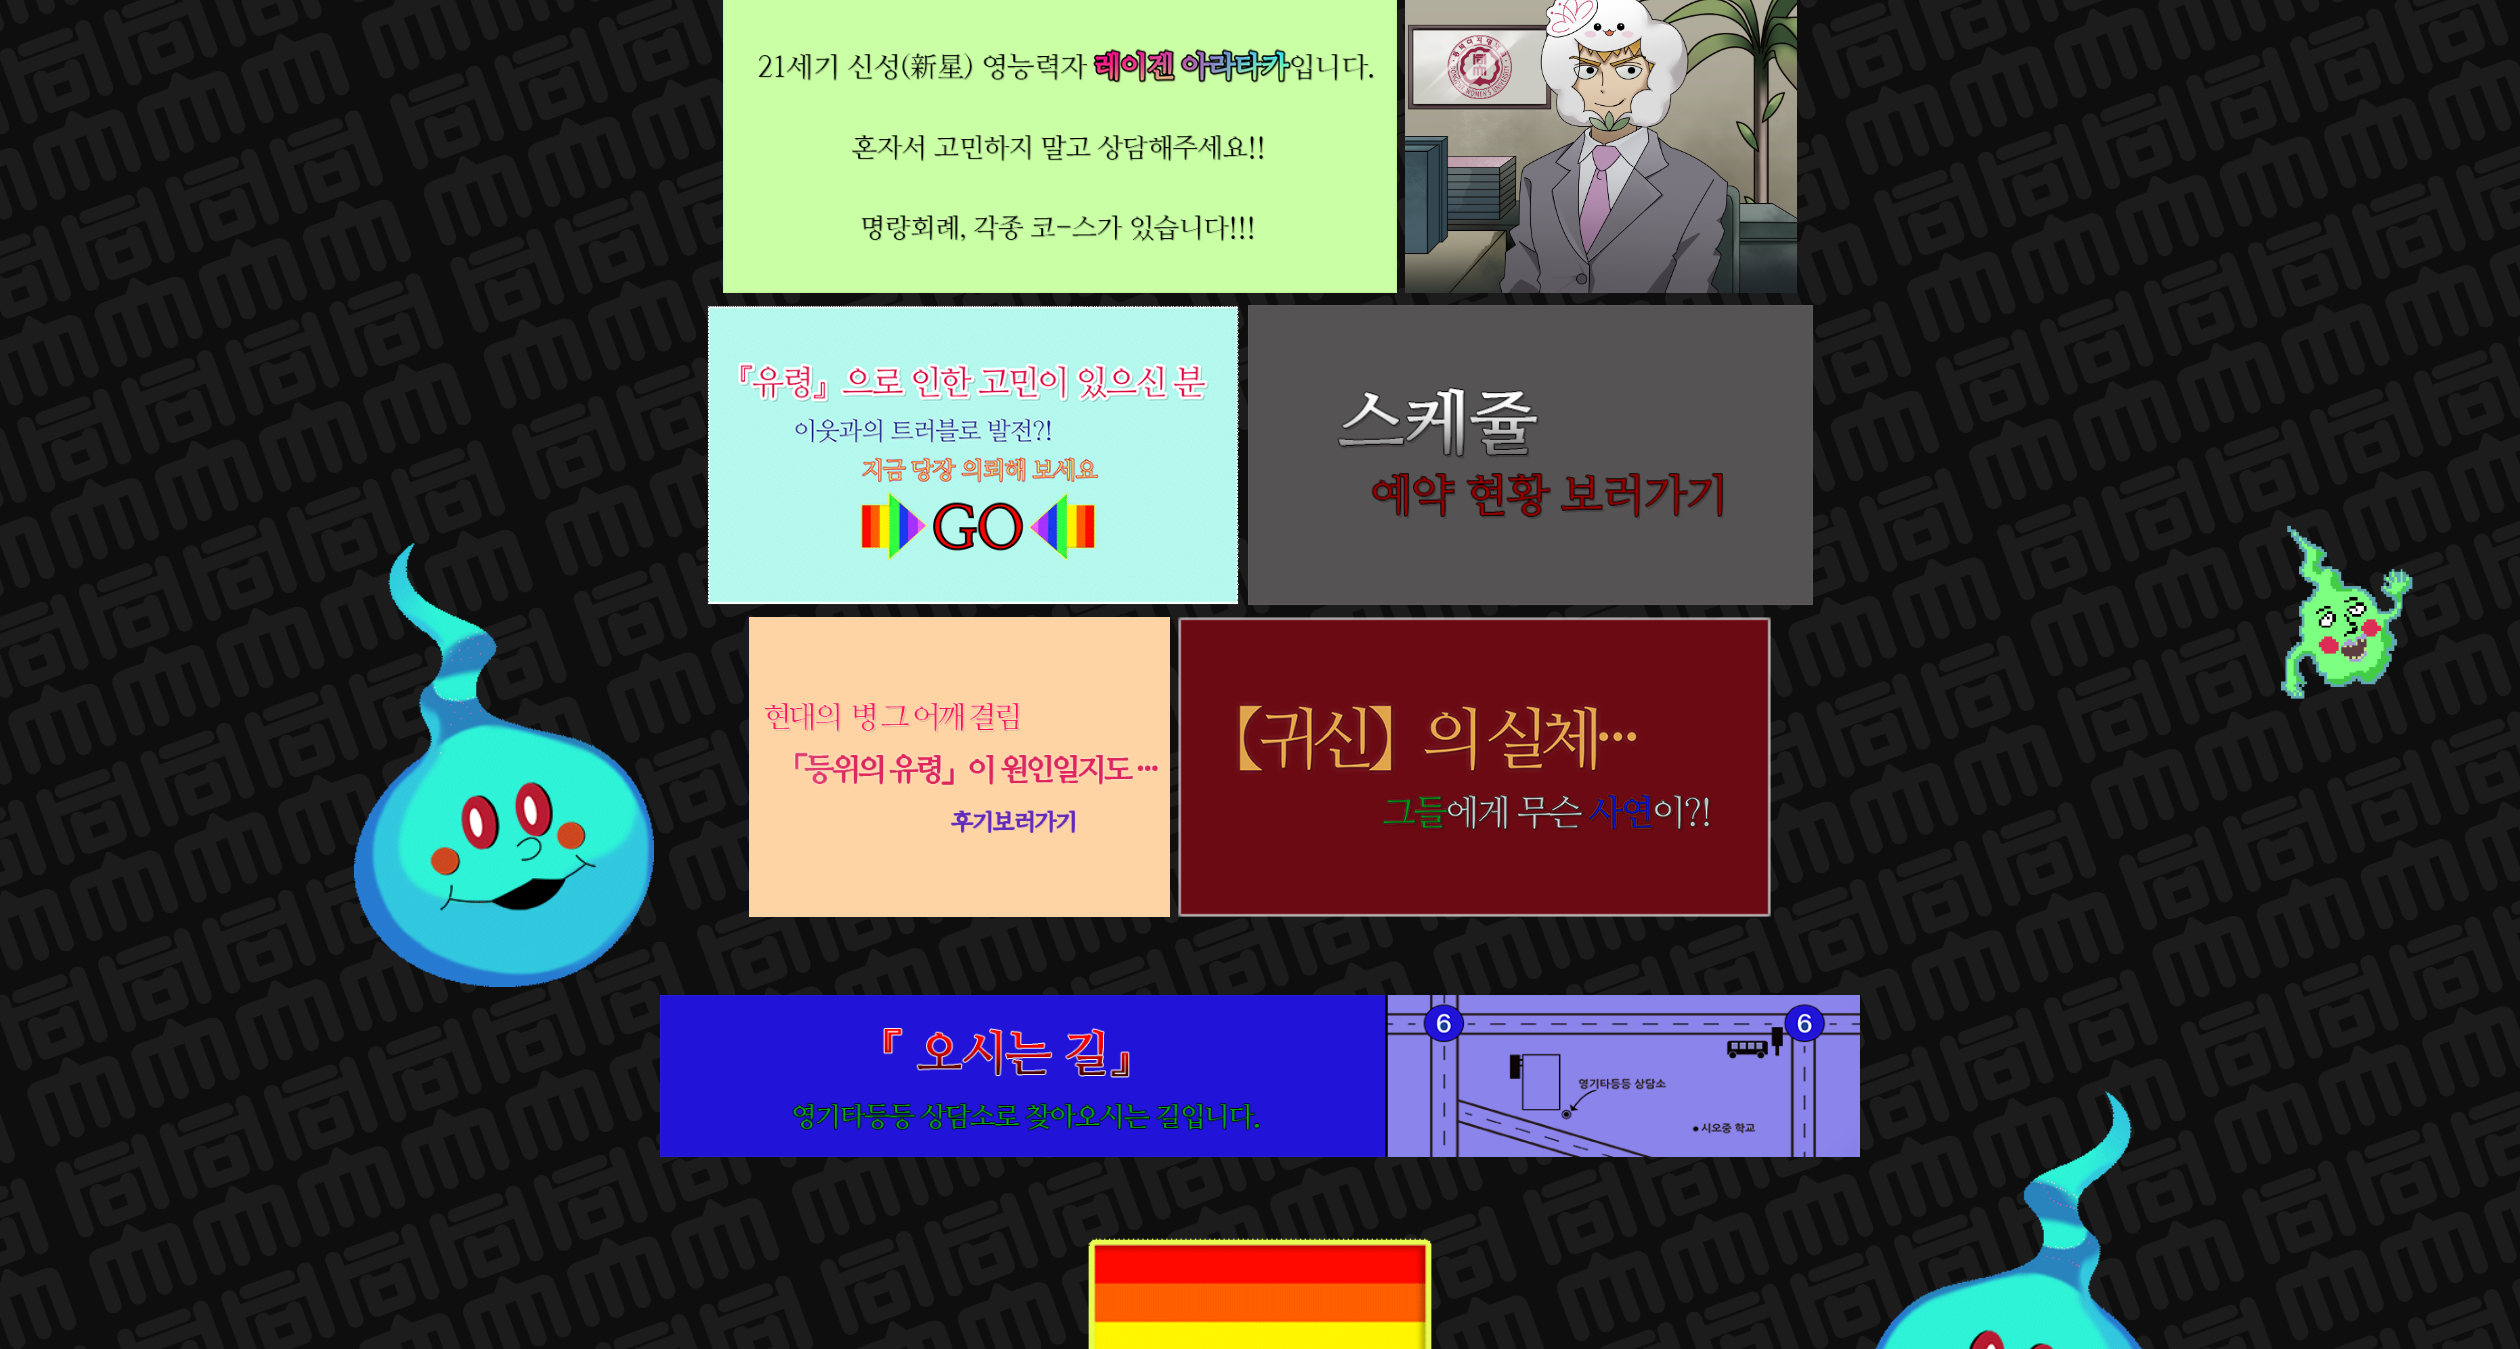 21세기 신성(新星) 영능력자 레이겐 아라타카입니다.
혼자서 고민하지 말고 상담해주세요!!
명랑회례, 각종 코-스가 있습니다!!!
『유령』으로 인한 고민이 있으신 분
이웃과의 트러블로 발전?!
지금 당장 의뢰해 보세요
GO
스케쥴
예약 현황 보러가기
현대의 병 그 어깨 결림
「등위의 유령」이 원인일지도 ···
후기보러가기
【귀신】의 실체···
그들에게 무슨 사연이?!
『 오시는 길』
영기타등등 상담소로 찾아오시는 길입니다.
6
6
영기타등등 상담소
시오중 학교